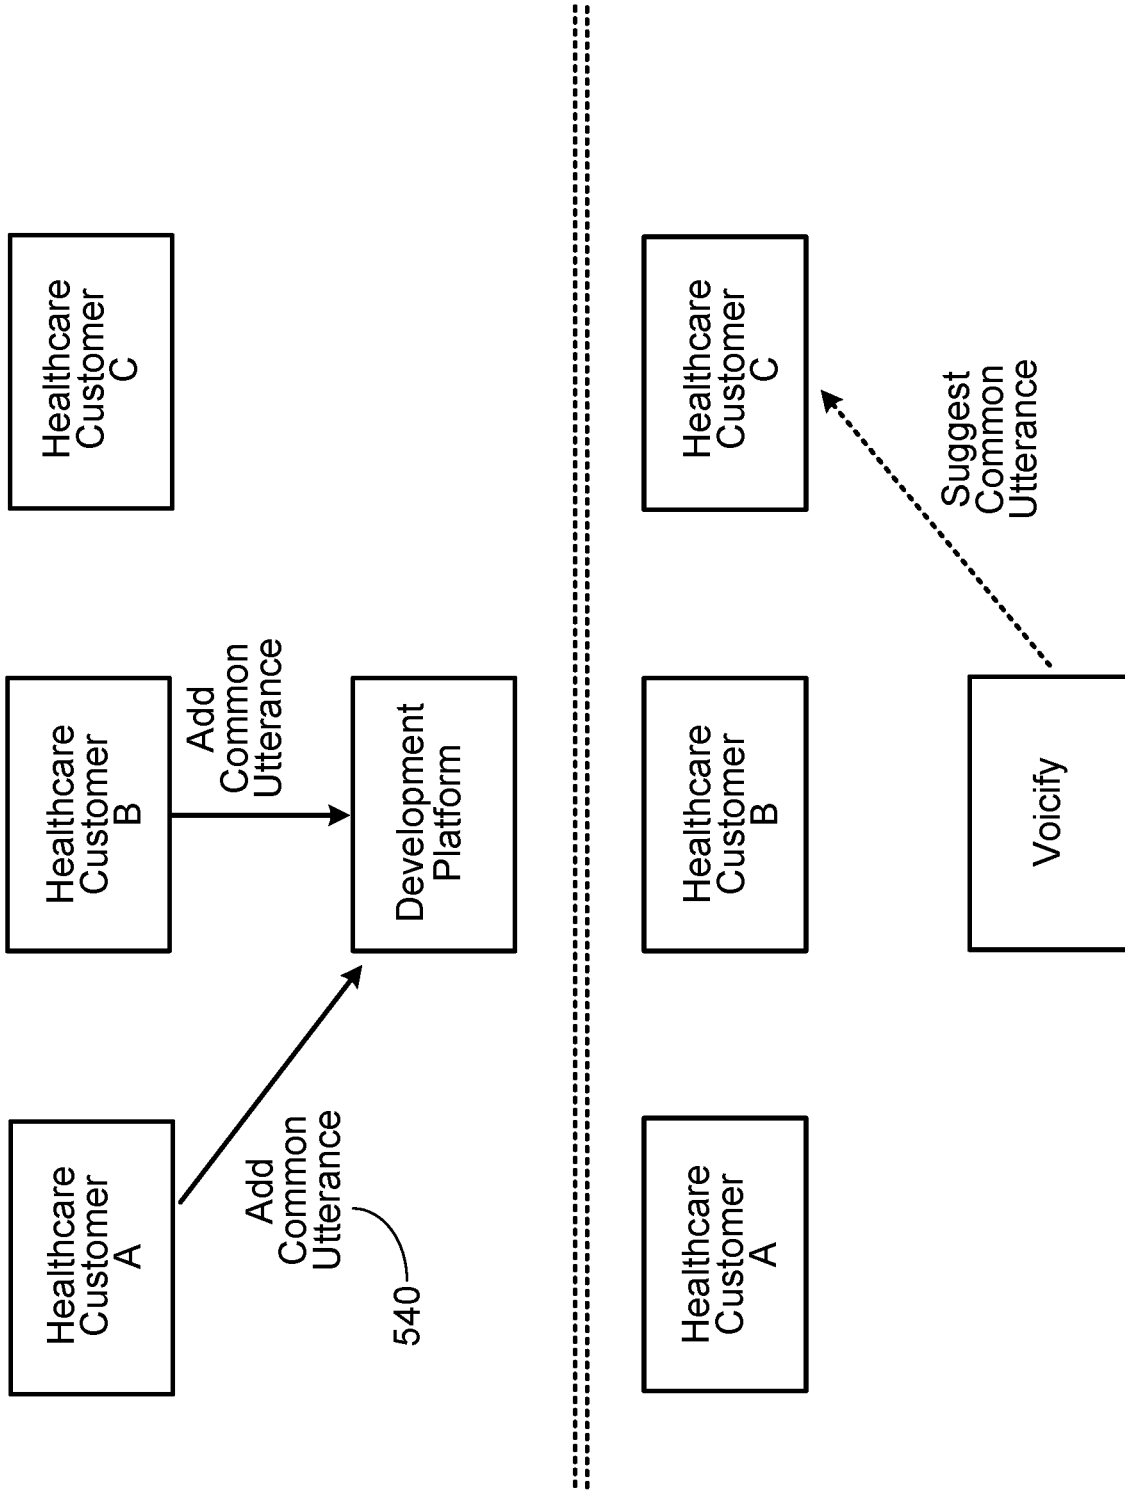 Healthcare
Customer
A
Healthcare
Customer
B
Healthcare
Customer
C
Add
Common
Utterance
540
Add
Common
Utterance
Development
Platform
Healthcare
Customer
A
Healthcare
Customer
B
Healthcare
Customer
C
Suggest
Common
Utterance
Voicify